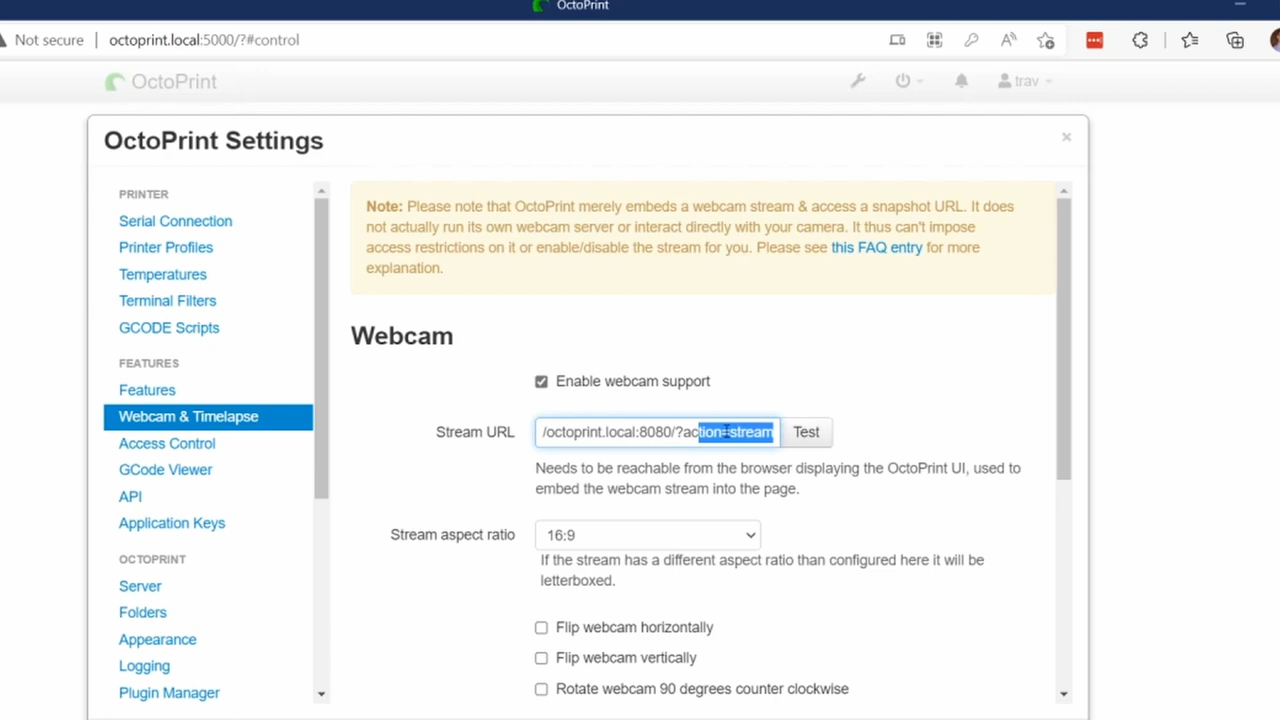 OctoPrint
Not secure | octoprint.local:5000/?#control
OctoPrint
trav
OctoPrint Settings
PRINTER
Serial Connection
Printer Profiles
Temperatures
Terminal Filters
GCODE Scripts
FEATURES
Features
Webcam & Timelapse
Access Control
GCode Viewer
API
Application Keys
OCTOPRINT
Server
Folders
Appearance
Logging
Plugin Manager
Note: Please note that OctoPrint merely embeds a webcam stream & access a snapshot URL. It does
not actually run its own webcam server or interact directly with your camera. It thus can't impose
access restrictions on it or enable/disable the stream for you. Please see this FAQ entry for more
explanation.
Webcam
Enable webcam support
Stream URL /octoprint.local:8080/?action=stream Test
Needs to be reachable from the browser displaying the OctoPrint UI, used to
embed the webcam stream into the page.
Stream aspect ratio 16:9
If the stream has a different aspect ratio than configured here it will be
letterboxed.
Flip webcam horizontally
Flip webcam vertically
Rotate webcam 90 degrees counter clockwise